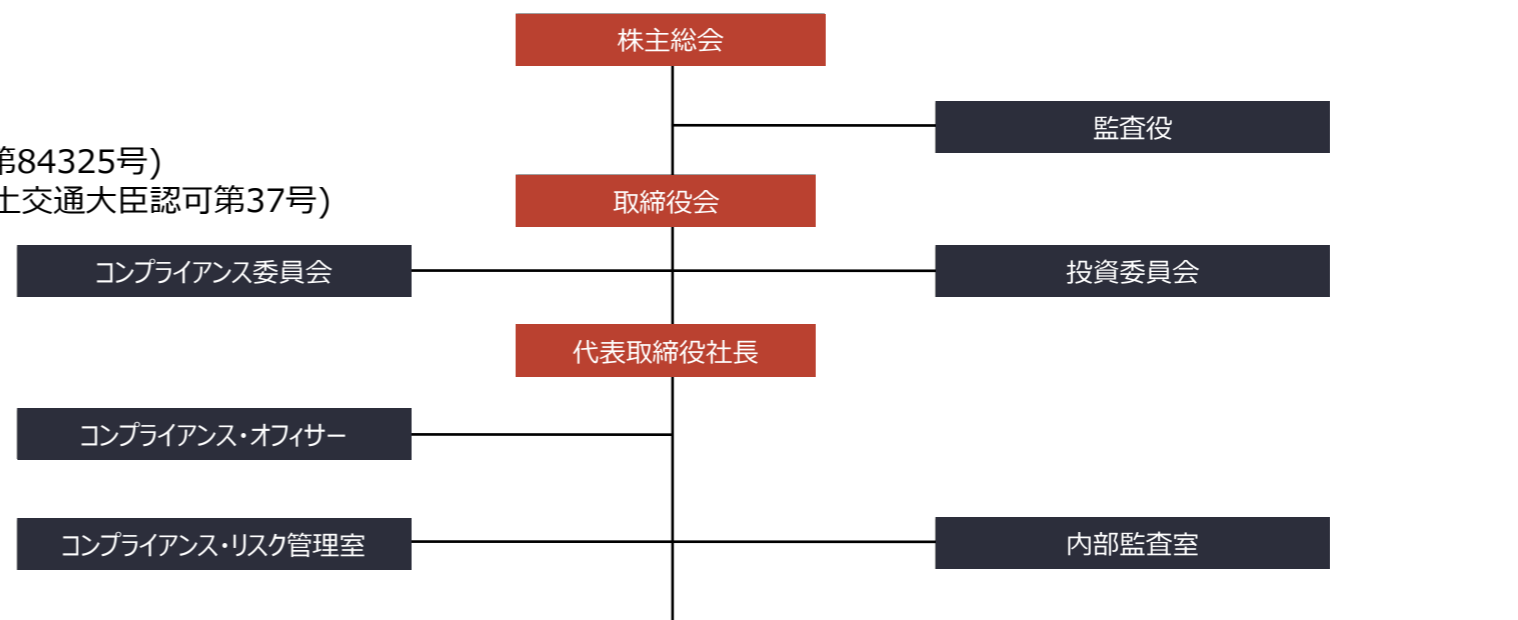 株主総会
監査役
第84325号)
土交通大臣認可第37号)
取締役会
コンプライアンス委員会
投資委員会
代表取締役社長
コンプライアンス・オフィサー
コンプライアンス・リスク管理室
内部監査室